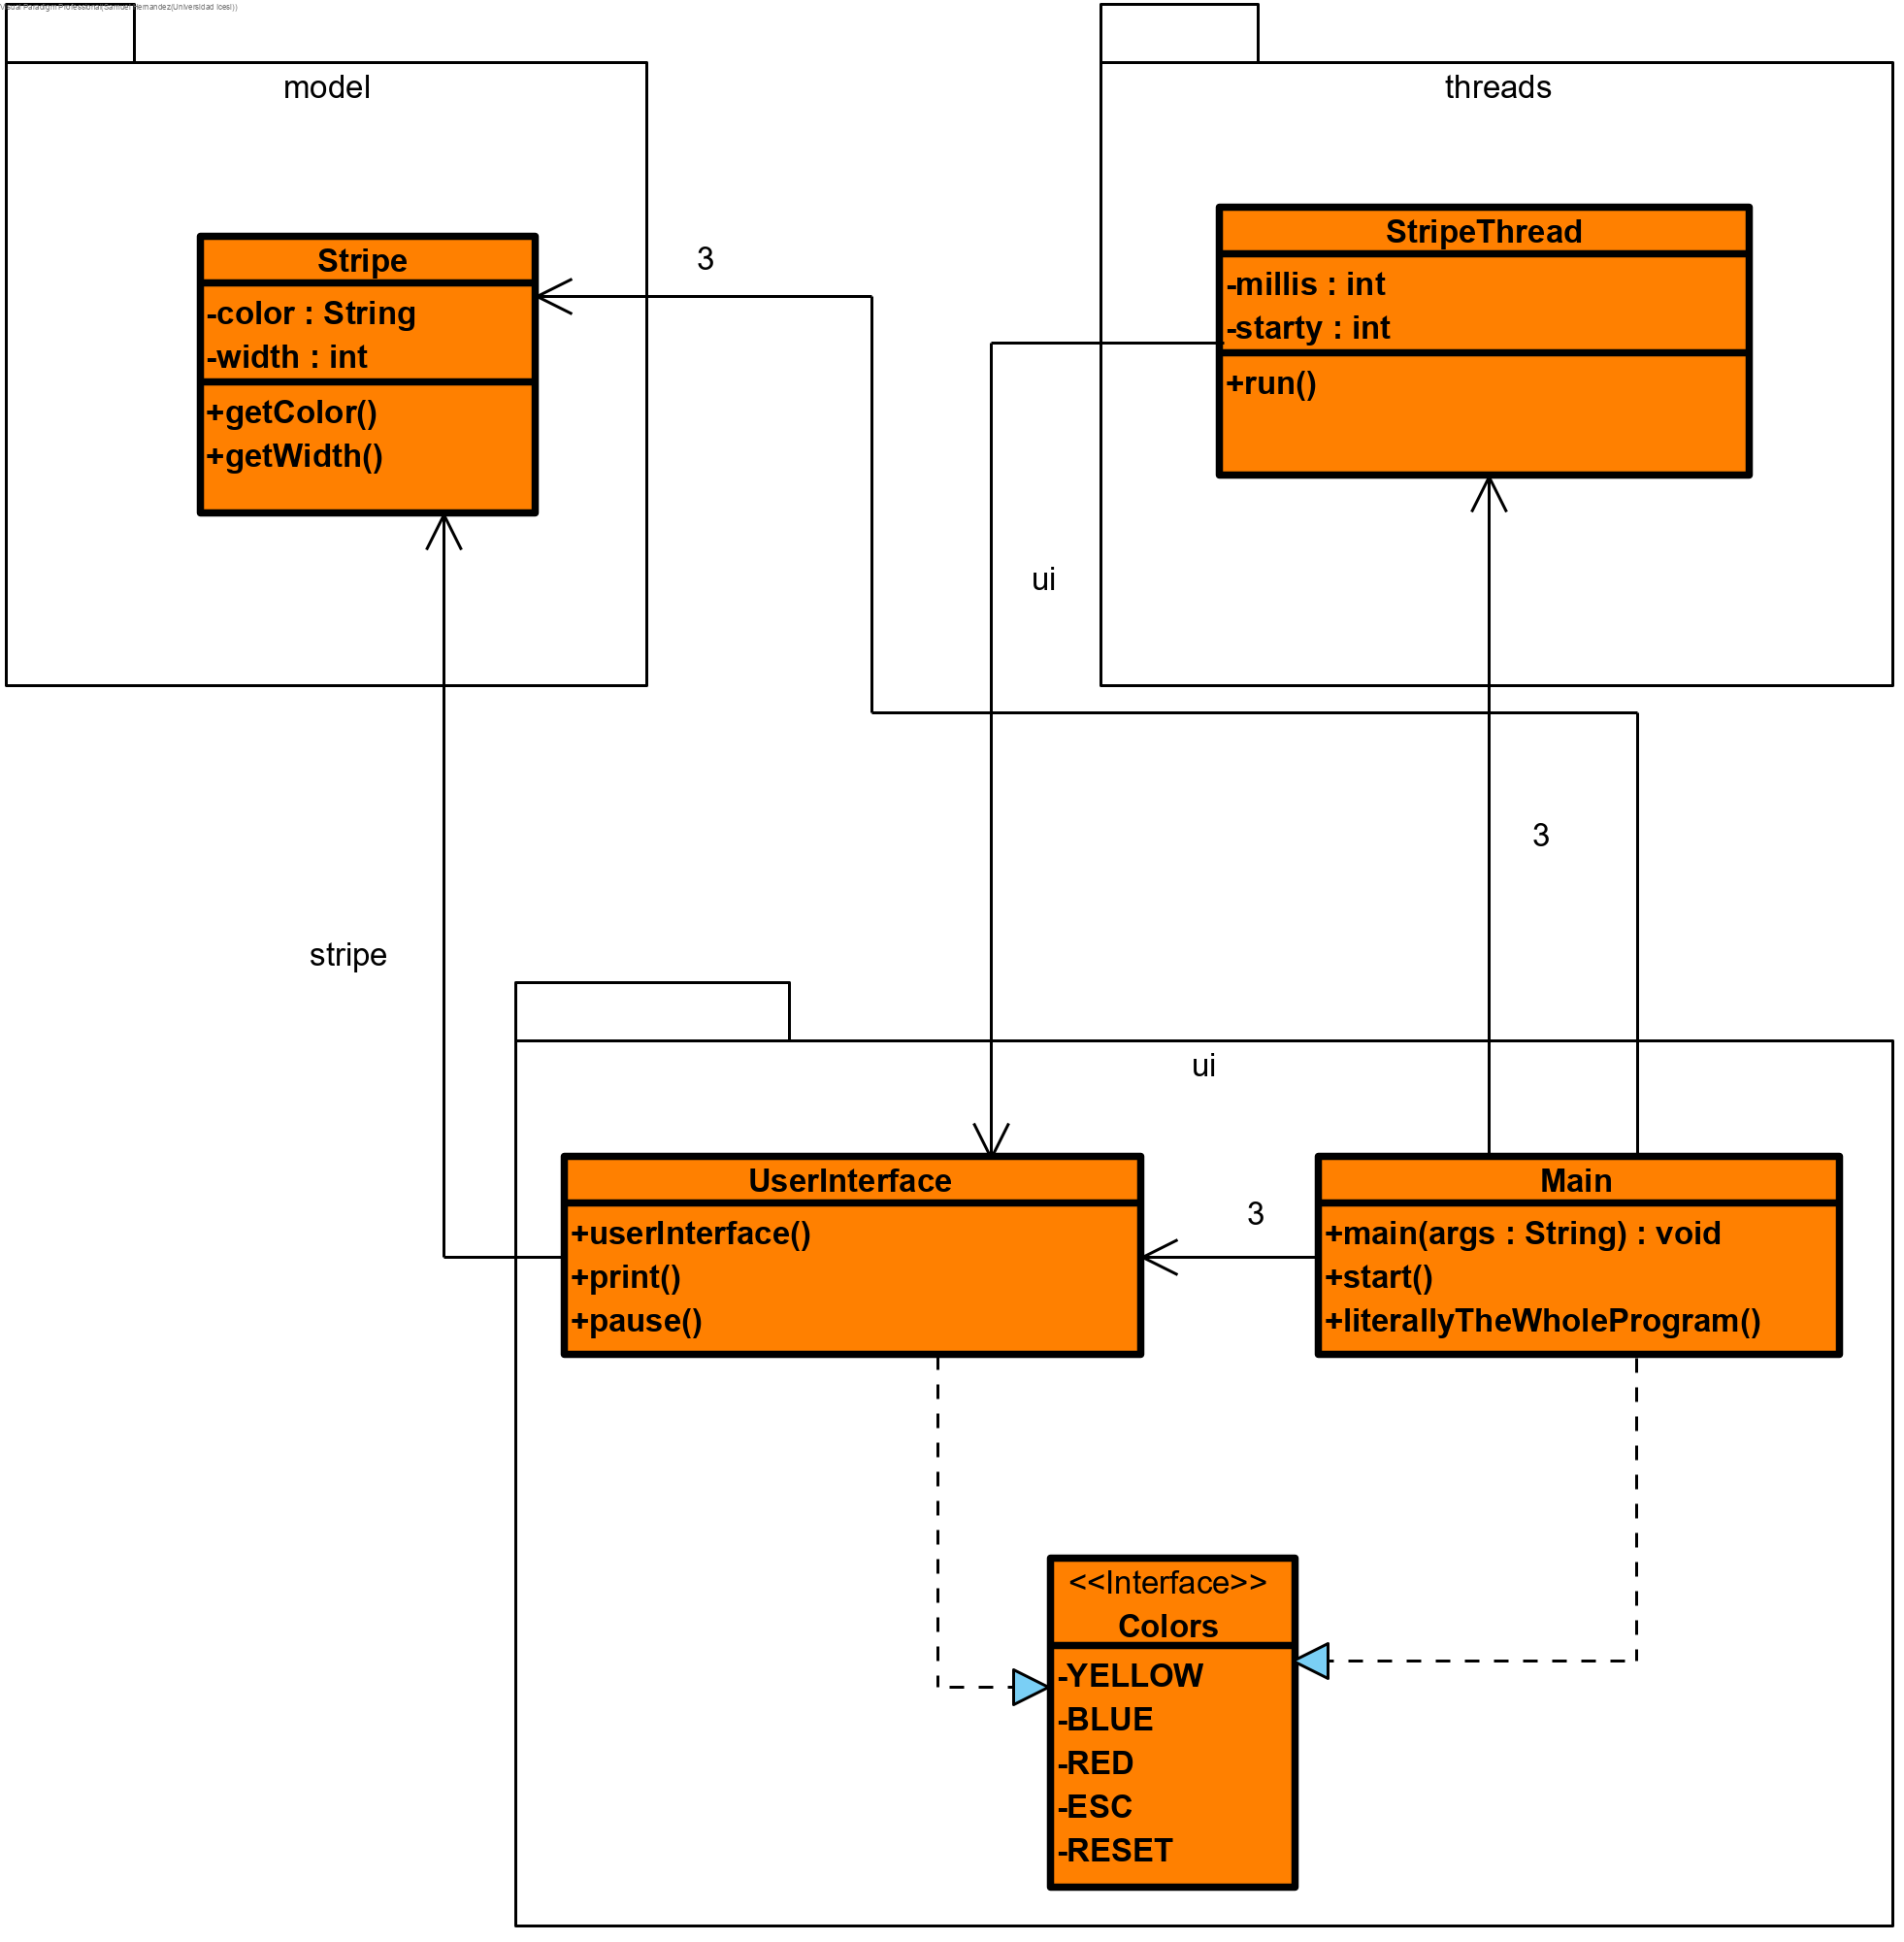 Visual Paradigm Professional(Samuel Hernandez(Universidad Icesi))
model
threads
Stripe
-color : String
-width : int
+getColor()
+getWidth()
3
StripeThread
-millis : int
-starty : int
+run()
ui
3
stripe
ui
UserInterface
+userInterface()
+print()
+pause()
3
Main
+main(args : String) : void
+start()
+literallyTheWholeProgram()
<<Interface>>
Colors
-YELLOW
-BLUE
-RED
-ESC
-RESET